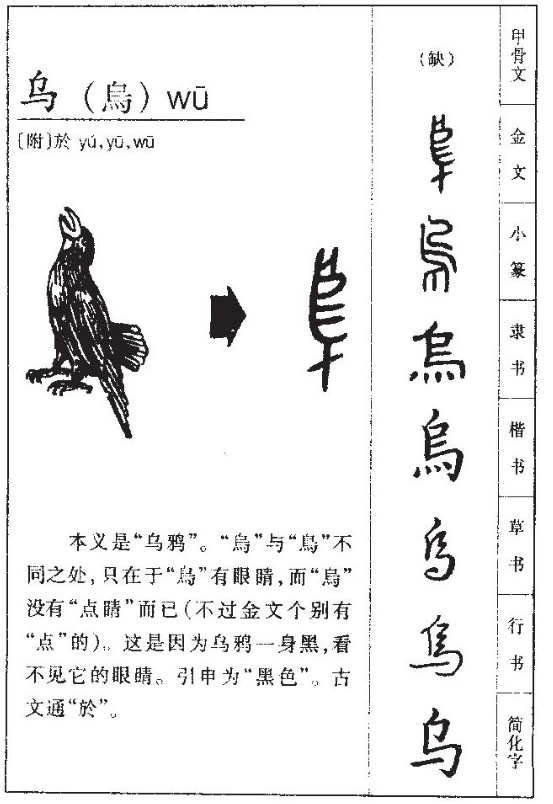 乌（烏）wū
〔附〕於 yú,yū,wū
本义是“乌鸦”。“烏”与“鳥”不
同之处，只在于“鳥”有眼睛，而“烏”
没有“点睛”而已（不过金文个别有
“点”的）。这是因为乌鸦一身黑，看
不见它的眼睛。引申为“黑色”。古
文通“於”。
（缺）
甲骨文
金文
小篆
烏
隶书
烏
楷书
草书
烏
行书
乌
简化字